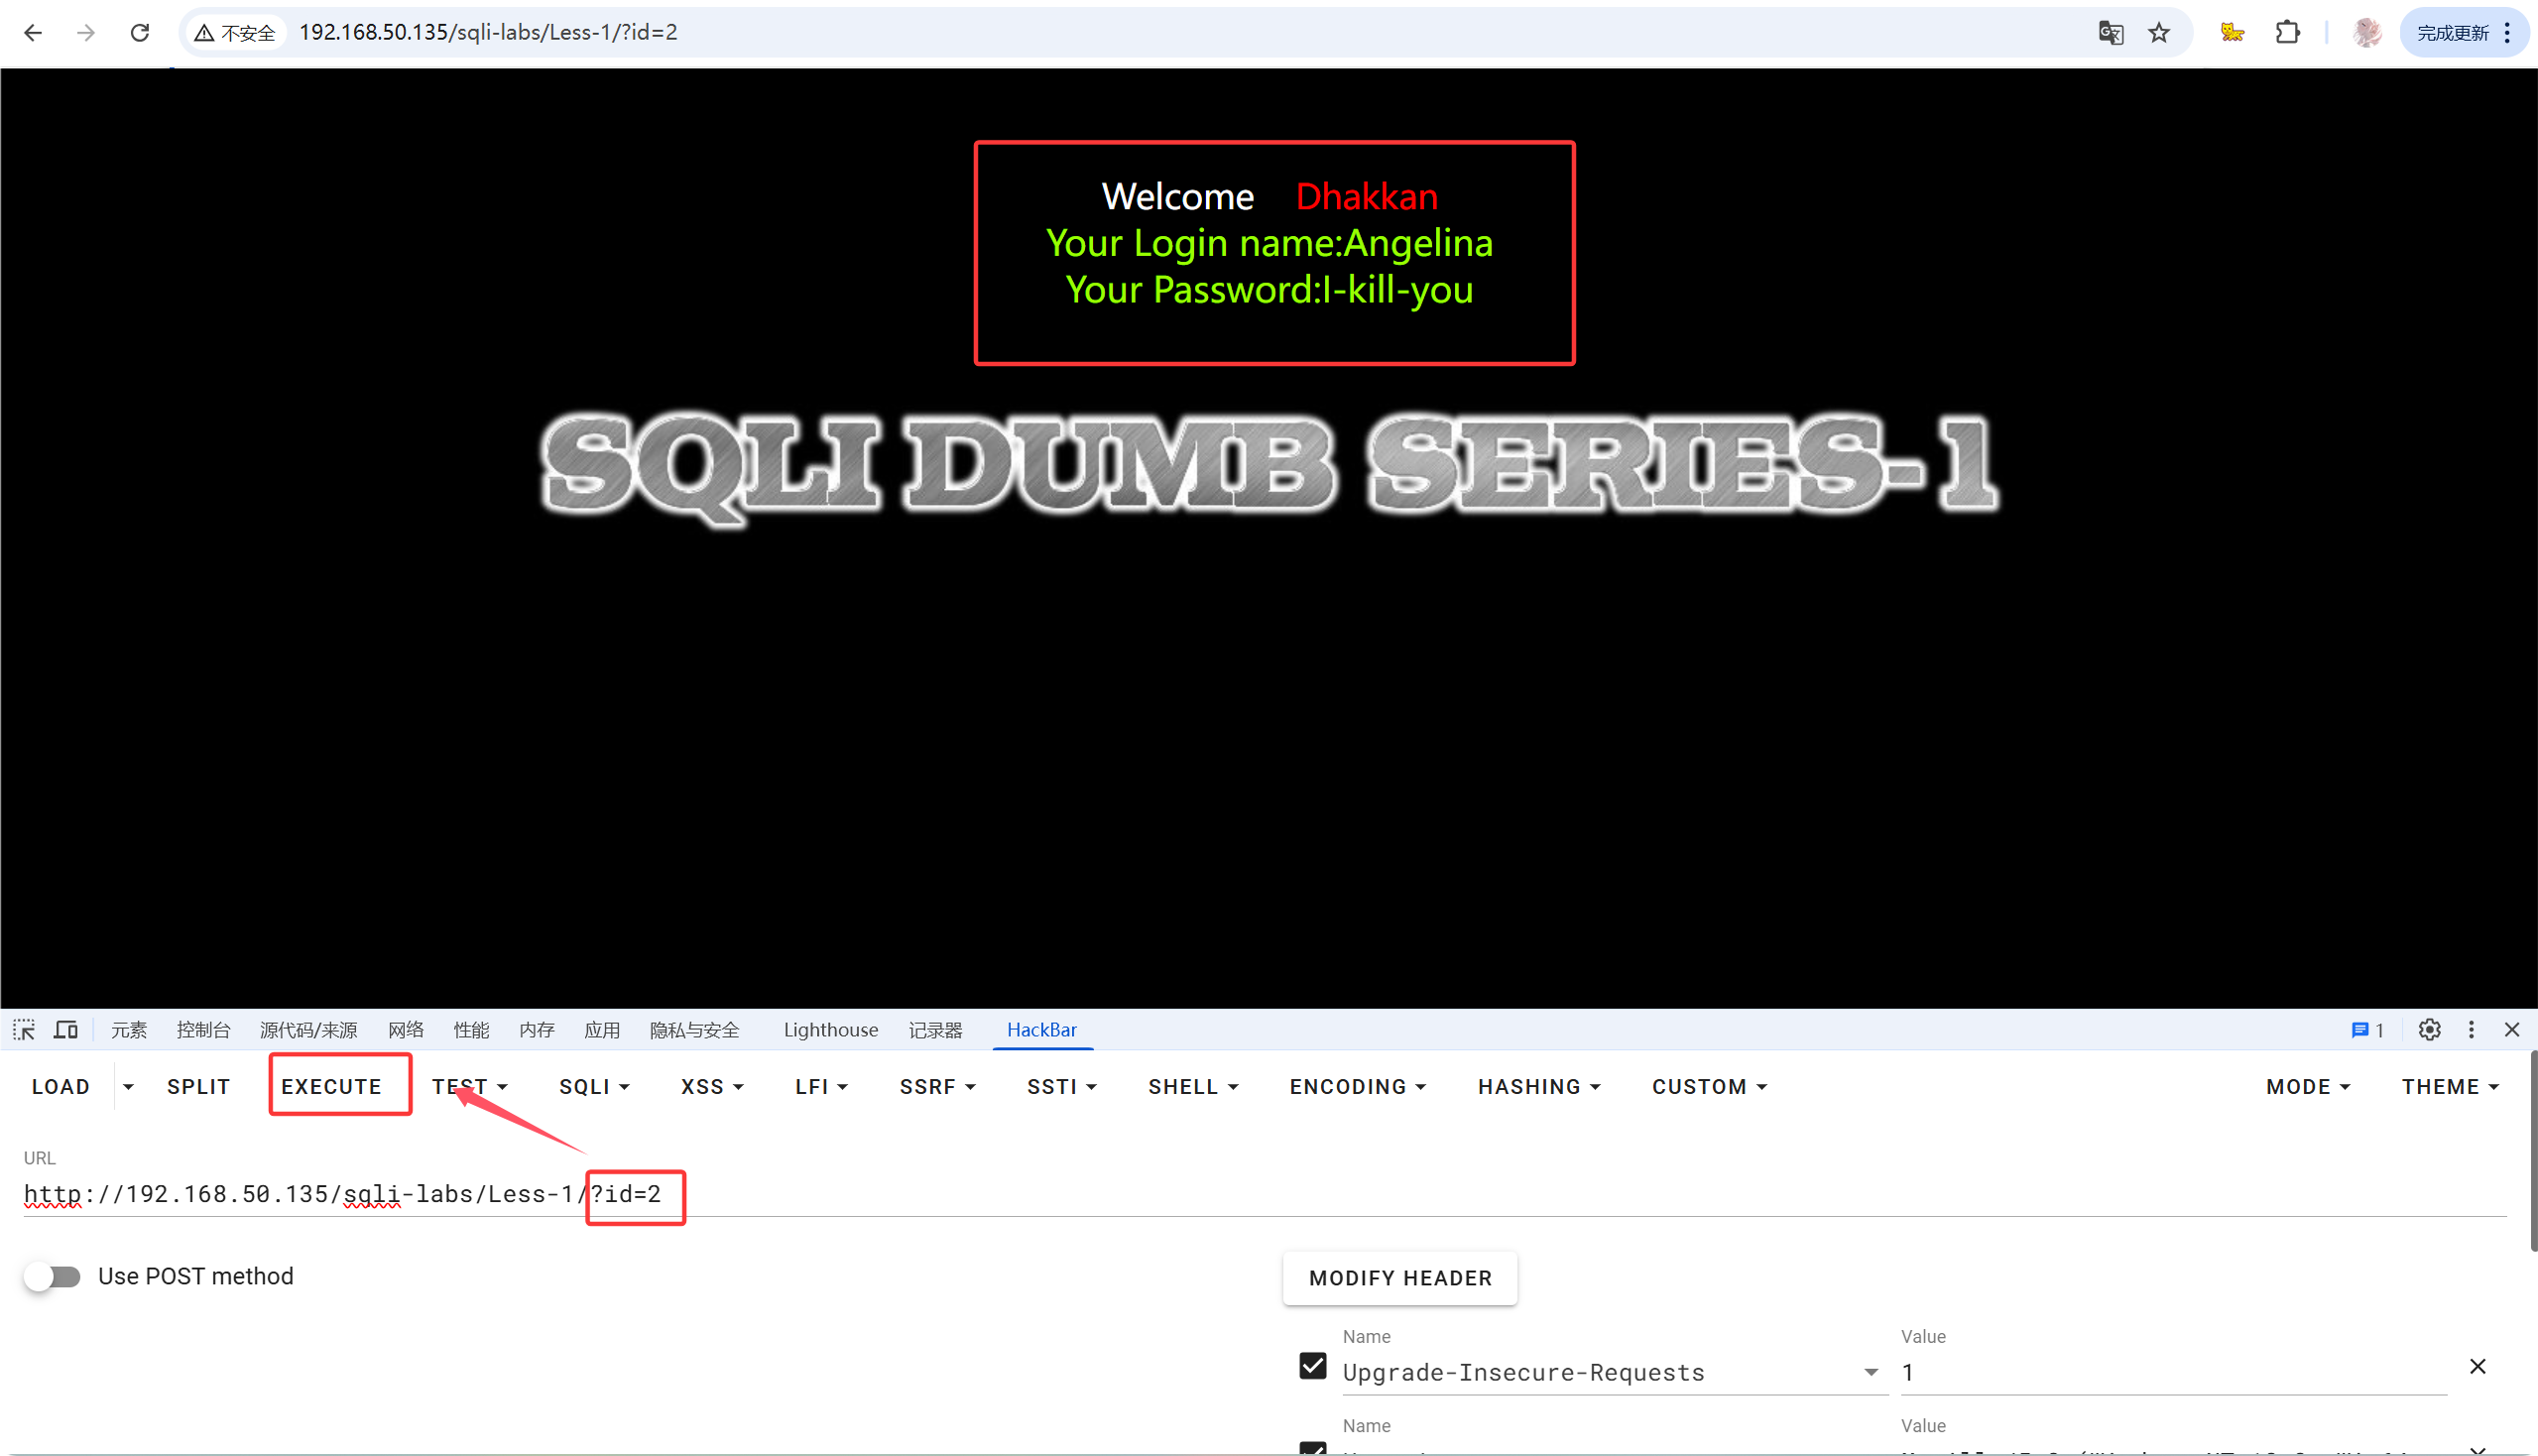 不安全 192.168.50.135/sqli-labs/Less-1/?id=2 完成更新
Welcome Dhakkan
Your Login name:Angelina
Your Password:I-kill-you
SQLI DUMB SERIES-1
元素 控制台 源代码/来源 网络 性能 内存 应用 隐私与安全 Lighthouse 记录器 HackBar 1
LOAD SPLIT EXECUTE TEST SQLI XSS LFI SSRF SSTI SHELL ENCODING HASHING CUSTOM MODE THEME
URL
http://192.168.50.135/sqli-labs/Less-1/?id=2
Use POST method
MODIFY HEADER
Name Value
Upgrade-Insecure-Requests 1
Name Value